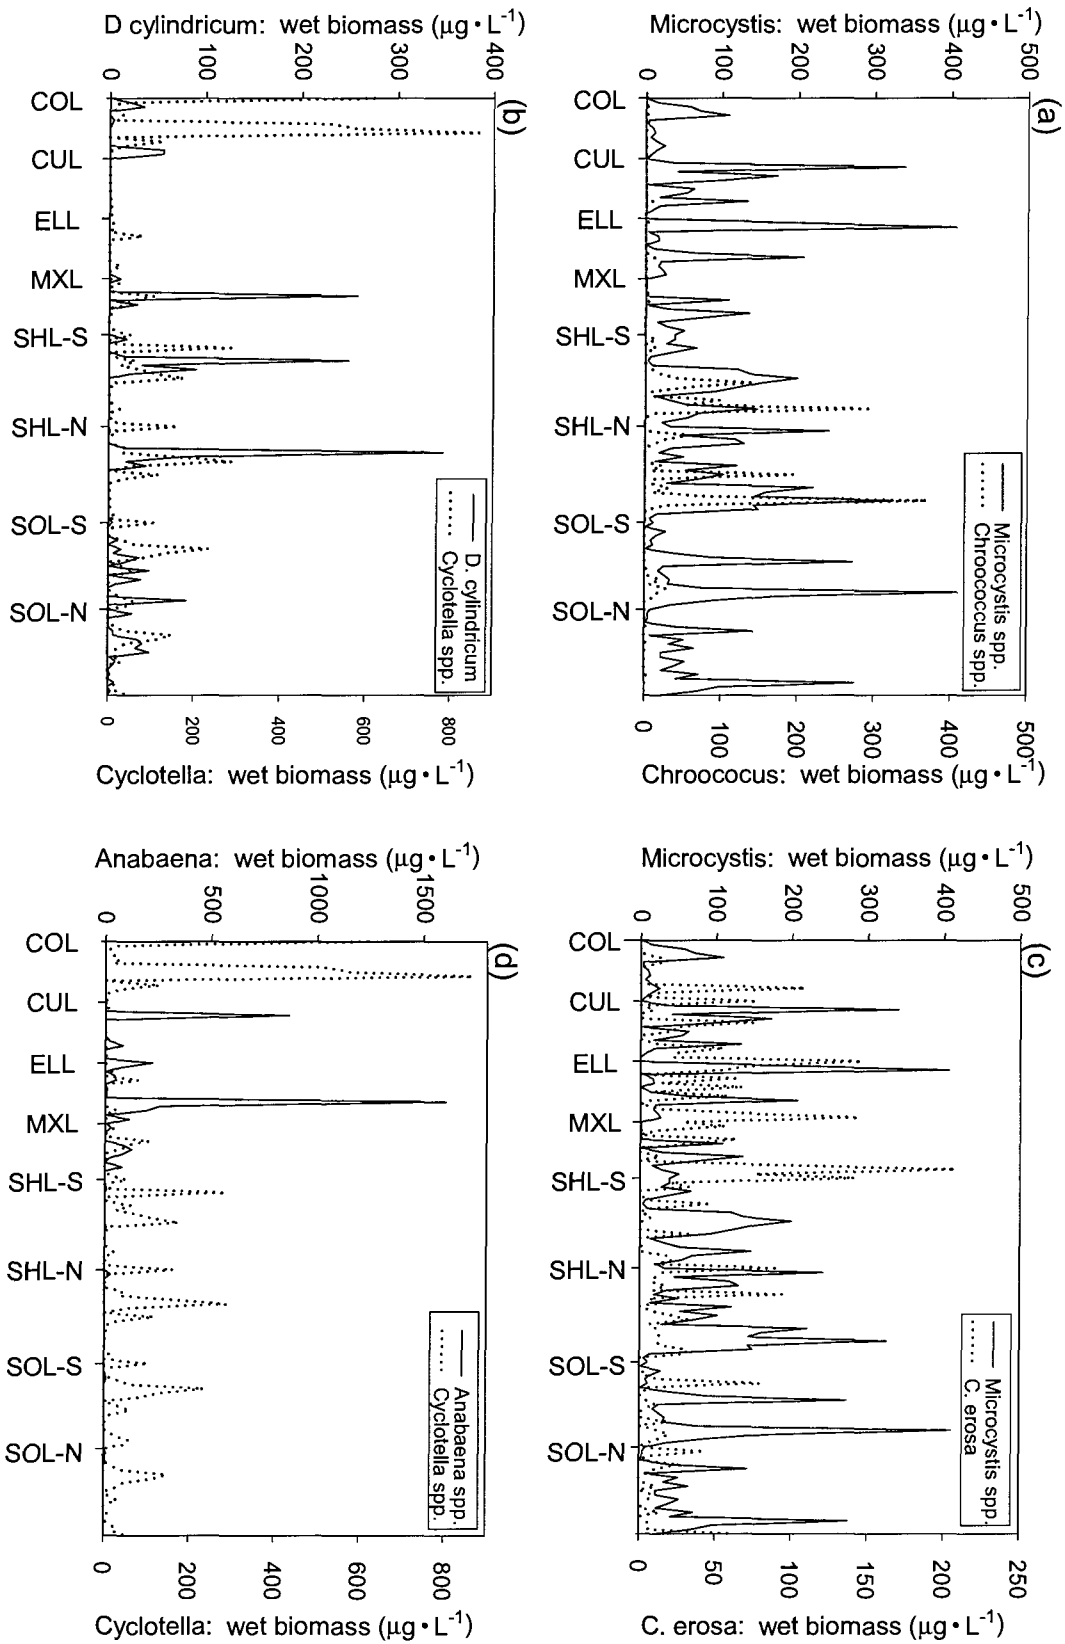 (a)
Microcystis: wet biomass (µg·L-1)
0 100 200 300 400 500
COL
CUL
ELL
MXL
SHL-S
SHL-N
SOL-S
SOL-N
Microcystis spp.
Chroococcus spp.
0 100 200 300 400 500
Chroococus: wet biomass (µg·L-1)
(b)
D cylindricum: wet biomass (µg·L-1)
0 100 200 300 400
COL
CUL
ELL
MXL
SHL-S
SHL-N
SOL-S
SOL-N
D. cylindricum
Cyclotella spp.
0 200 400 600 800
Cyclotella: wet biomass (µg·L-1)
(c)
Microcystis: wet biomass (µg·L-1)
0 100 200 300 400 500
COL
CUL
ELL
MXL
SHL-S
SHL-N
SOL-S
SOL-N
Microcystis spp.
C. erosa
0 50 100 150 200 250
C. erosa: wet biomass (µg·L-1)
(d)
Anabaena: wet biomass (µg·L-1)
0 500 1000 1500
COL
CUL
ELL
MXL
SHL-S
SHL-N
SOL-S
SOL-N
Anabaena spp.
Cyclotella spp.
0 200 400 600 800
Cyclotella: wet biomass (µg·L-1)